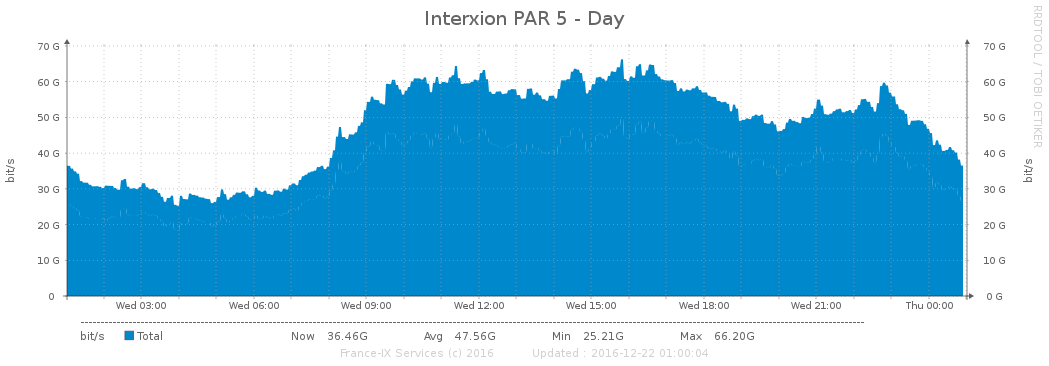 Interxion PAR 5 - Day
RRDTOOL / TOBI OETIKER
bit/s
70 G 70 G
60 G 60 G
50 G 50 G
40 G 40 G
30 G 30 G
20 G 20 G
10 G 10 G
0 0 G
bit/s
Wed 03:00 Wed 06:00 Wed 09:00 Wed 12:00 Wed 15:00 Wed 18:00 Wed 21:00 Thu 00:00
bit/s Total Now 36.46G Avg 47.56G Min 25.21G Max 66.20G
France-IX Services (c) 2016 Updated : 2016-12-22 01:00:04